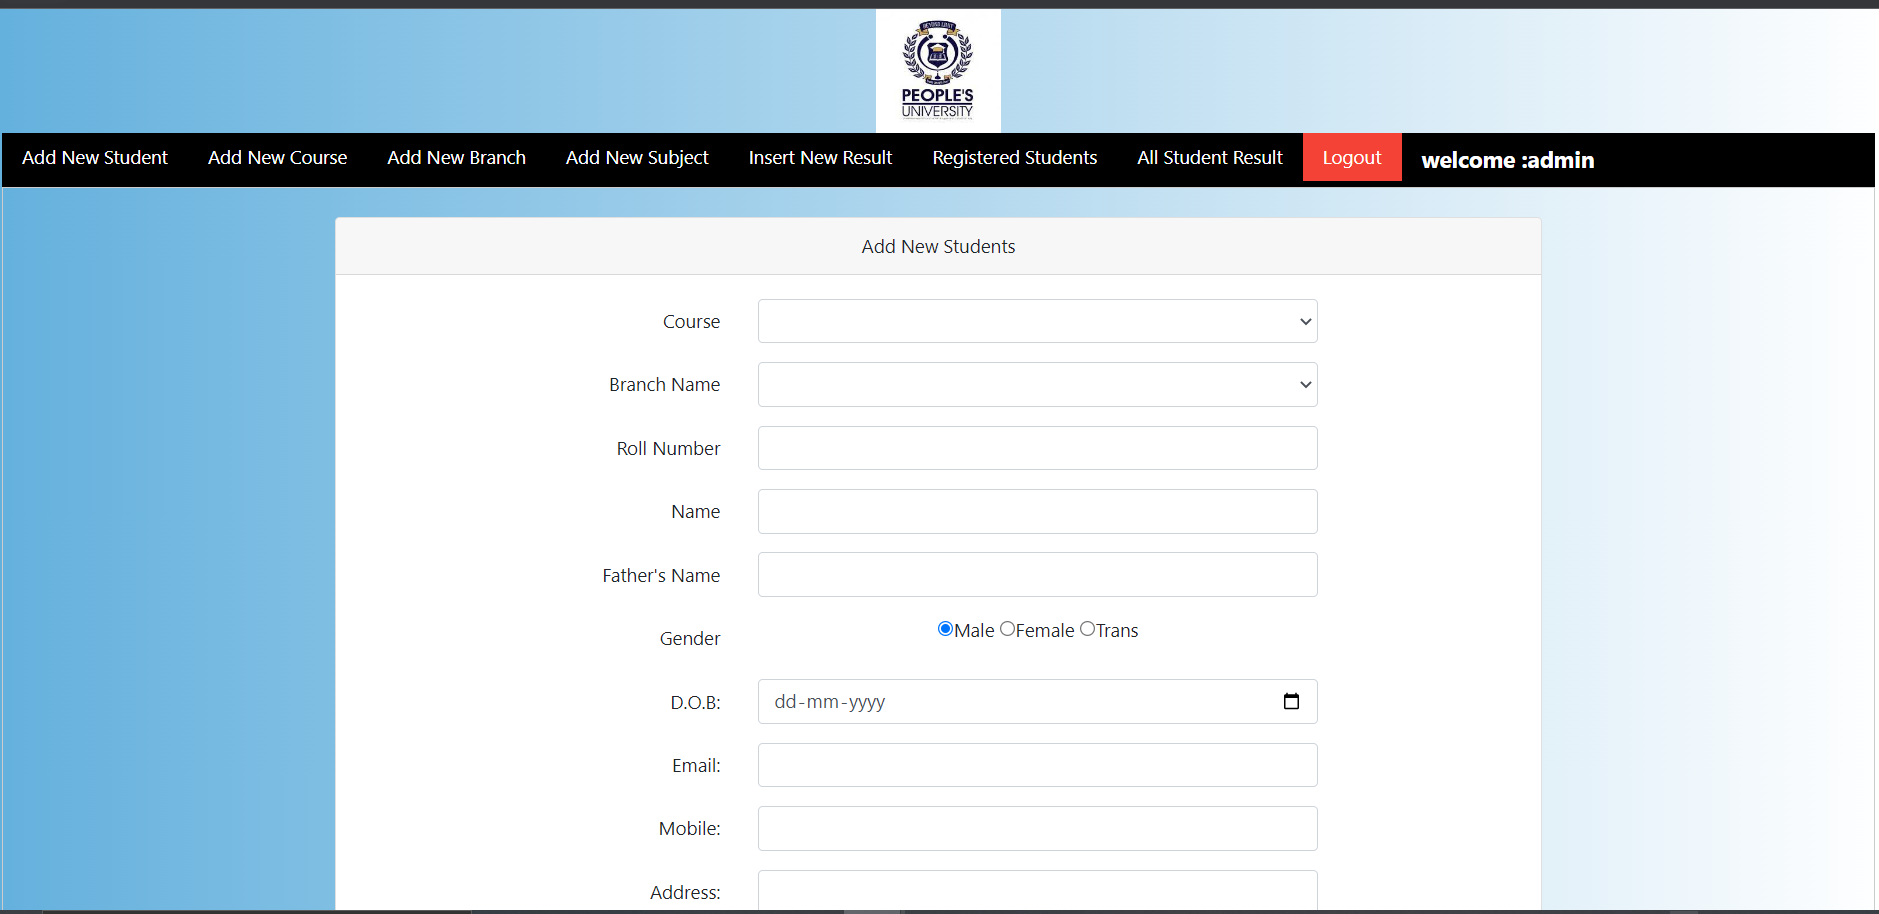 PEOPLE'S
UNIVERSITY
Add New Student Add New Course Add New Branch Add New Subject Insert New Result Registered Students All Student Result Logout welcome :admin
Add New Students
Course
Branch Name
Roll Number
Name
Father's Name
Gender Male Female Trans
D.O.B: dd-mm-yyyy
Email:
Mobile:
Address: